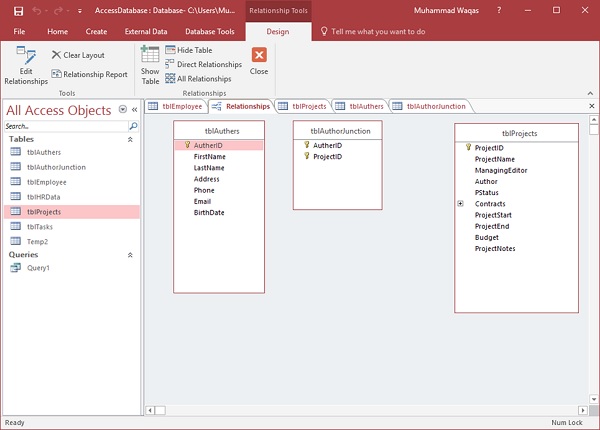 AccessDatabase : Database- C:\Users\Mu... Relationship Tools Muhammad Waqas ?
File Home Create External Data Database Tools Design Tell me what you want to do
Edit Relationships
Clear Layout
Relationship Report
Tools
Show Table
Hide Table
Direct Relationships
All Relationships
Relationships
Close
All Access Objects
Search...
Tables
tblAuthers
tblAuthorJunction
tblEmployee
tblHRData
tblProjects
tblTasks
Temp2
Queries
Query1
tblEmployee Relationships tblProjects tblAuthers tblAuthorJunction
tblAuthers
AutherID
FirstName
LastName
Address
Phone
Email
BirthDate
tblAuthorJunction
AutherID
ProjectID
tblProjects
ProjectID
ProjectName
ManagingEditor
Author
PStatus
Contracts
ProjectStart
ProjectEnd
Budget
ProjectNotes
Ready Num Lock